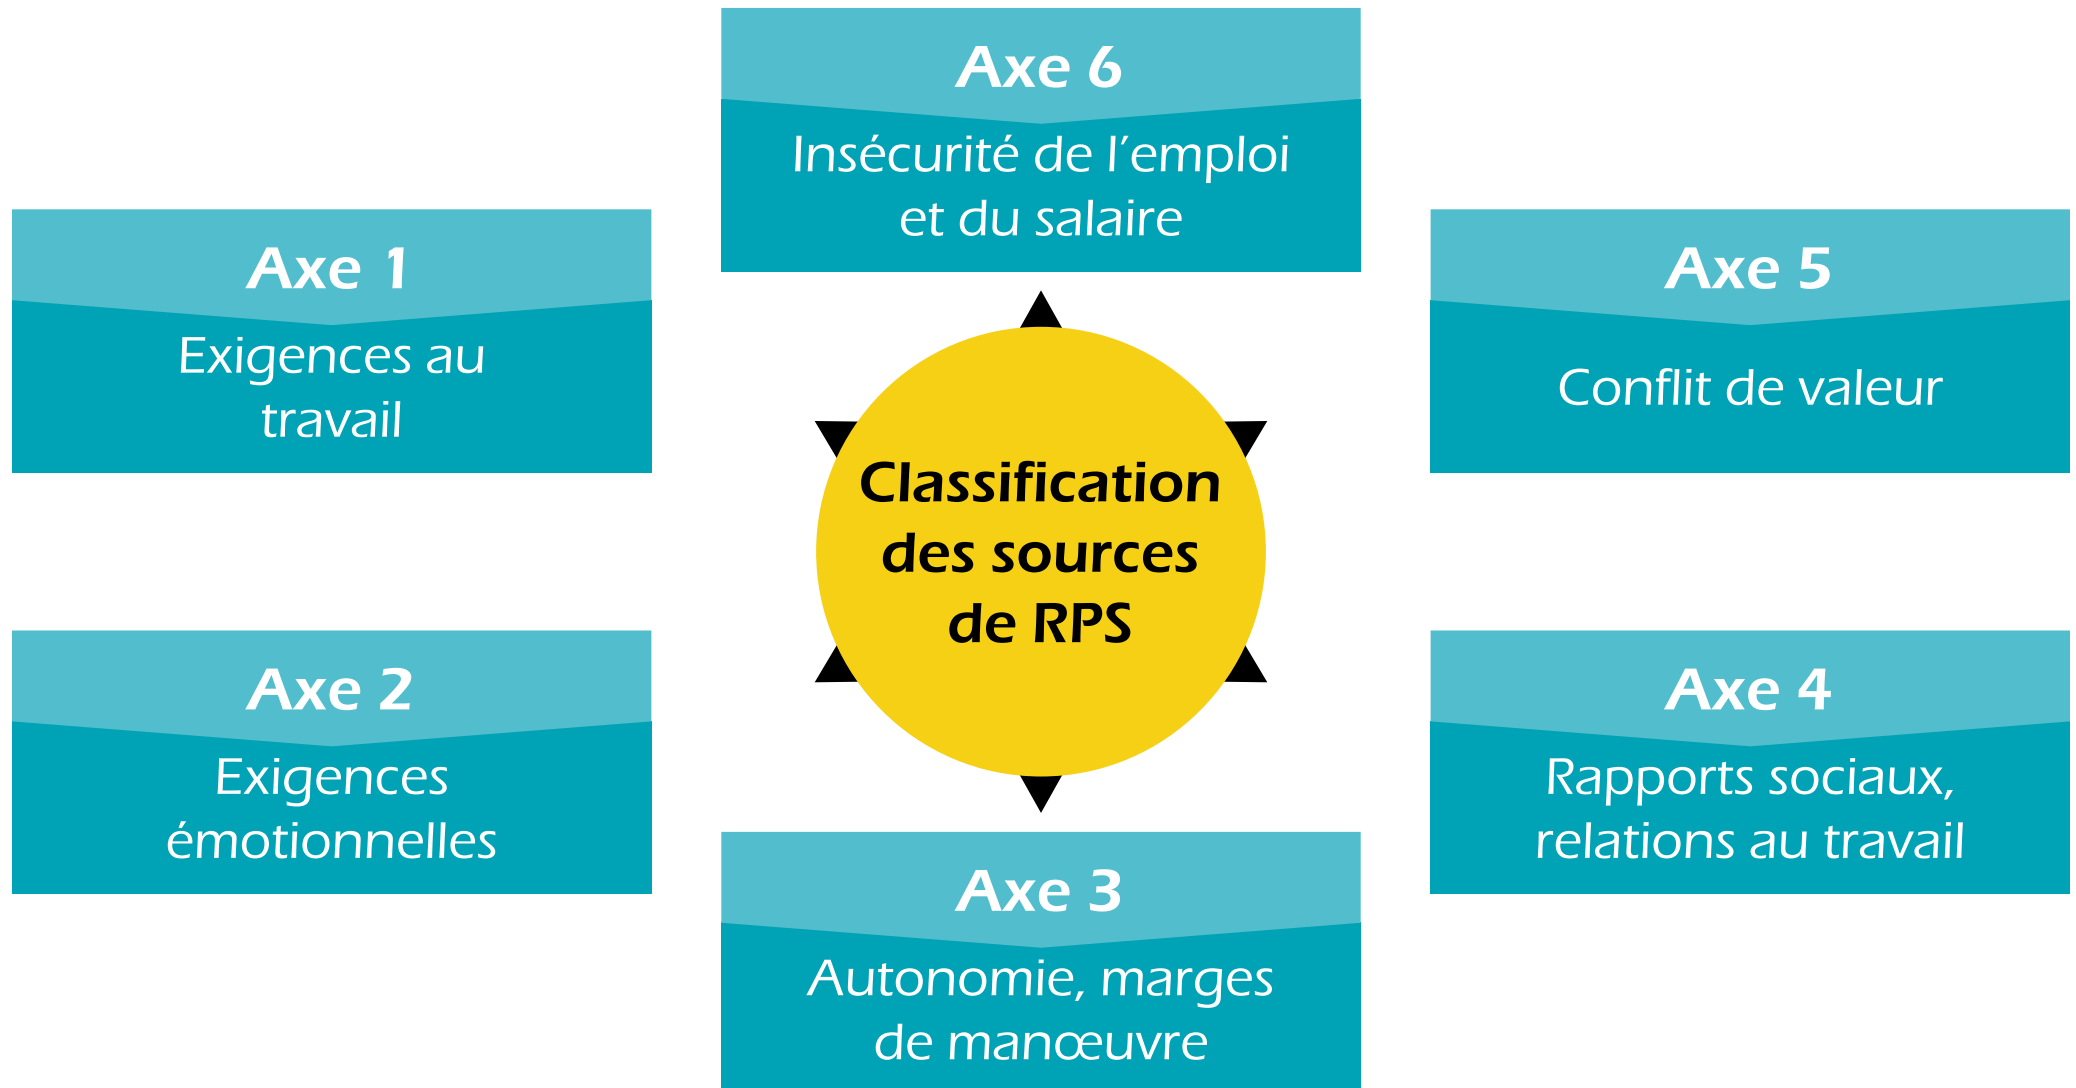 Axe 6
Insécurité de l'emploi
et du salaire
Axe 1
Exigences au
travail
Axe 5
Conflit de valeur
Classification
des sources
de RPS
Axe 2
Exigences
émotionnelles
Axe 4
Rapports sociaux,
relations au travail
Axe 3
Autonomie, marges
de manœuvre